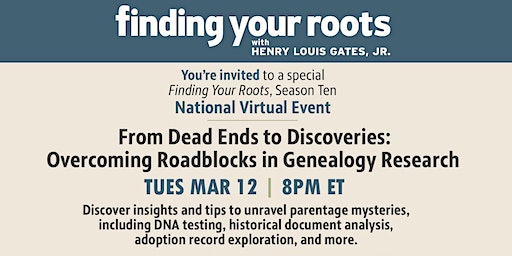 finding your roots
with
HENRY LOUIS GATES, JR.
You're invited to a special
Finding Your Roots, Season Ten
National Virtual Event
From Dead Ends to Discoveries:
Overcoming Roadblocks in Genealogy Research
TUES MAR 12 | 8PM ET
Discover insights and tips to unravel parentage mysteries,
including DNA testing, historical document analysis,
adoption record exploration, and more.